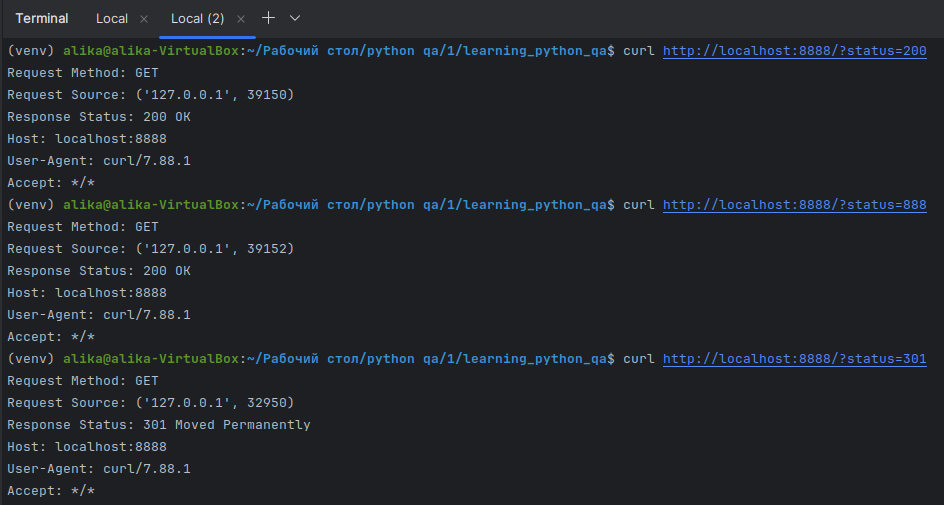 Terminal Local × Local (2) ×
(venv) alika@alika-VirtualBox:~/Рабочий стол/python qa/1/learning_python_qa$ curl http://localhost:8888/?status=200
Request Method: GET
Request Source: ('127.0.0.1', 39150)
Response Status: 200 OK
Host: localhost:8888
User-Agent: curl/7.88.1
Accept: */*
(venv) alika@alika-VirtualBox:~/Рабочий стол/python qa/1/learning_python_qa$ curl http://localhost:8888/?status=888
Request Method: GET
Request Source: ('127.0.0.1', 39152)
Response Status: 200 OK
Host: localhost:8888
User-Agent: curl/7.88.1
Accept: */*
(venv) alika@alika-VirtualBox:~/Рабочий стол/python qa/1/learning_python_qa$ curl http://localhost:8888/?status=301
Request Method: GET
Request Source: ('127.0.0.1', 32950)
Response Status: 301 Moved Permanently
Host: localhost:8888
User-Agent: curl/7.88.1
Accept: */*